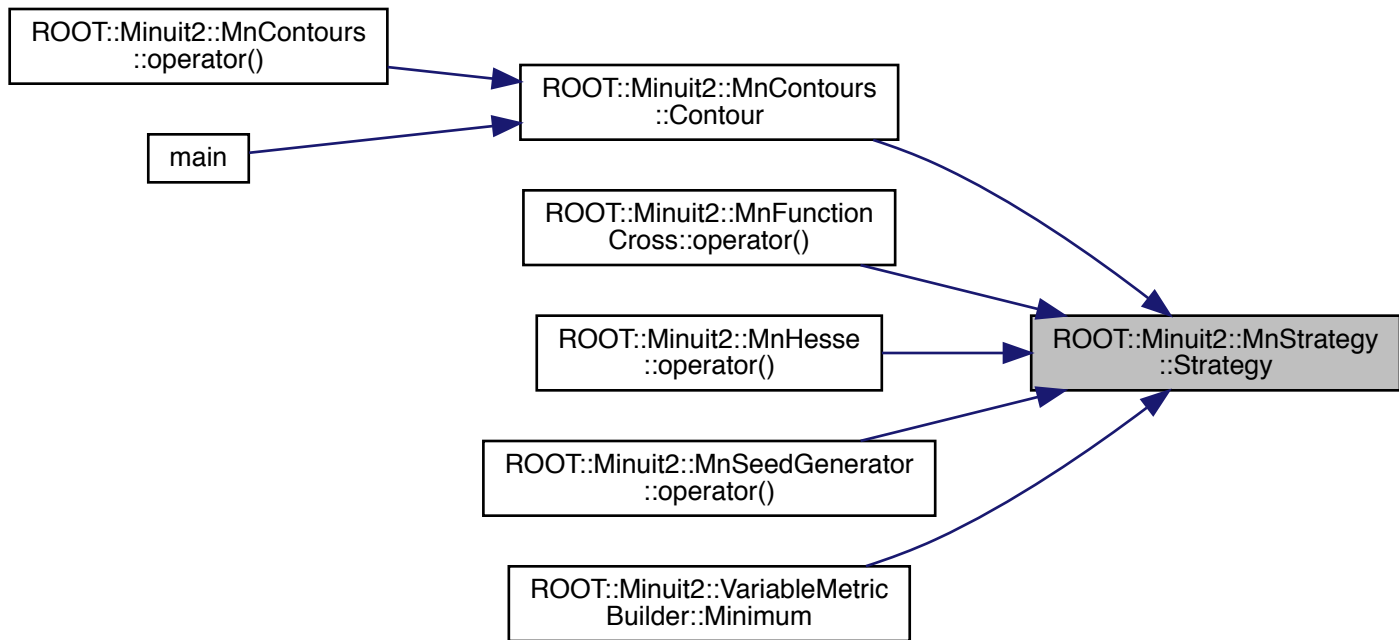 ROOT::Minuit2::MnContours
::operator()
main
ROOT::Minuit2::MnContours
::Contour
ROOT::Minuit2::MnFunction
Cross::operator()
ROOT::Minuit2::MnHesse
::operator()
ROOT::Minuit2::MnSeedGenerator
::operator()
ROOT::Minuit2::VariableMetric
Builder::Minimum
ROOT::Minuit2::MnStrategy
::Strategy